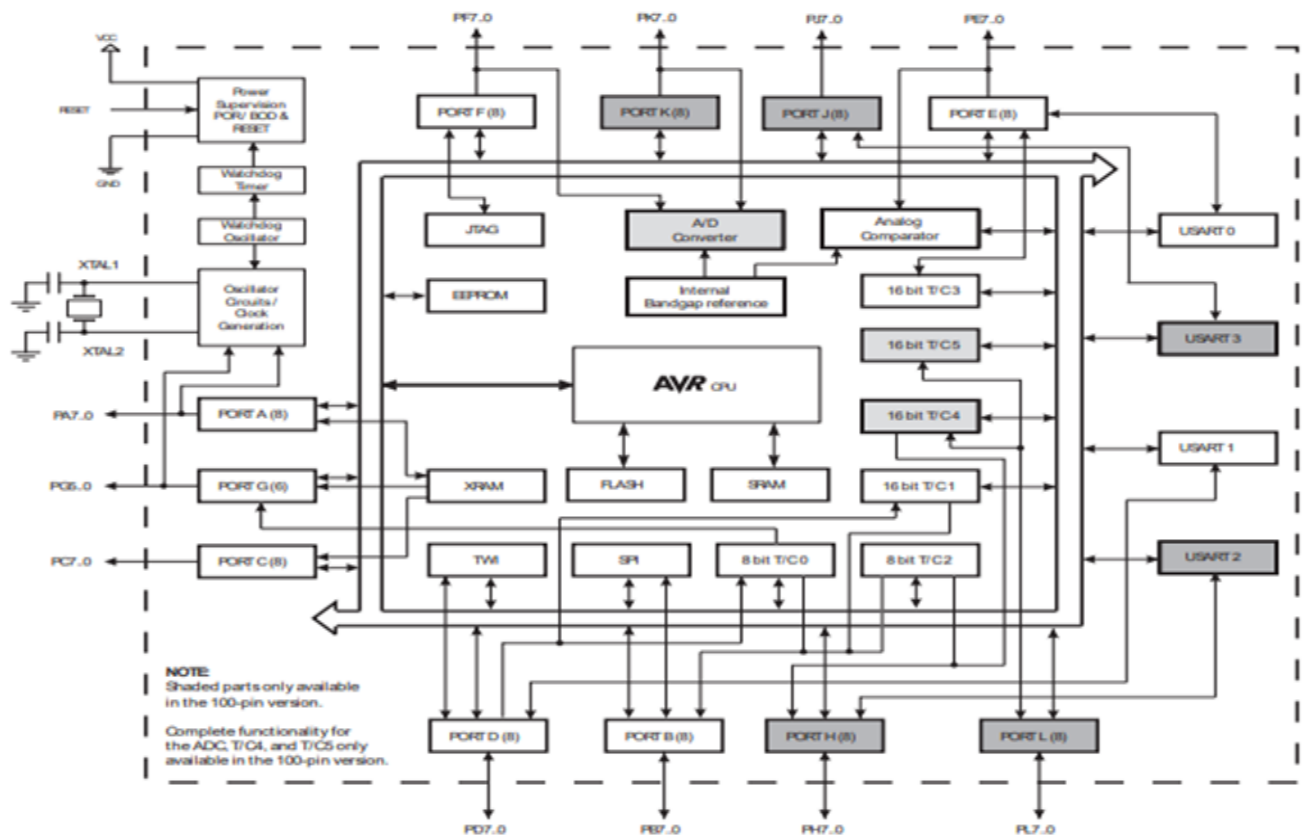 PF7..0
PK7..0
PJ7..0
PE7..0
VCC
RESET
GND
Power
Supervision
POR / BOD &
RESET
Watchdog
Timer
Watchdog
Oscillator
XTAL1
XTAL2
Oscillator
Circuits /
Clock
Generation
PORT F (8)
PORT K (8)
PORT J (8)
PORT E (8)
JTAG
A/D
Converter
Analog
Comparator
USART 0
EEPROM
Internal
Bandgap reference
16 bit T/C3
USART 3
16 bit T/C5
AVR CPU
PA7..0
PORT A (8)
16 bit T/C4
USART 1
PG5..0
PORT G (6)
XRAM
FLASH
SRAM
16 bit T/C1
PC7..0
PORT C (8)
TWI
SPI
8 bit T/C0
8 bit T/C2
USART 2
NOTE:
Shaded parts only available
in the 100-pin version.
Complete functionality for
the ADC, T/C4, and T/C5 only
available in the 100-pin version.
PORT D (8)
PORT B (8)
PORT H (8)
PORT L (8)
PD7..0
PB7..0
PH7..0
PL7..0